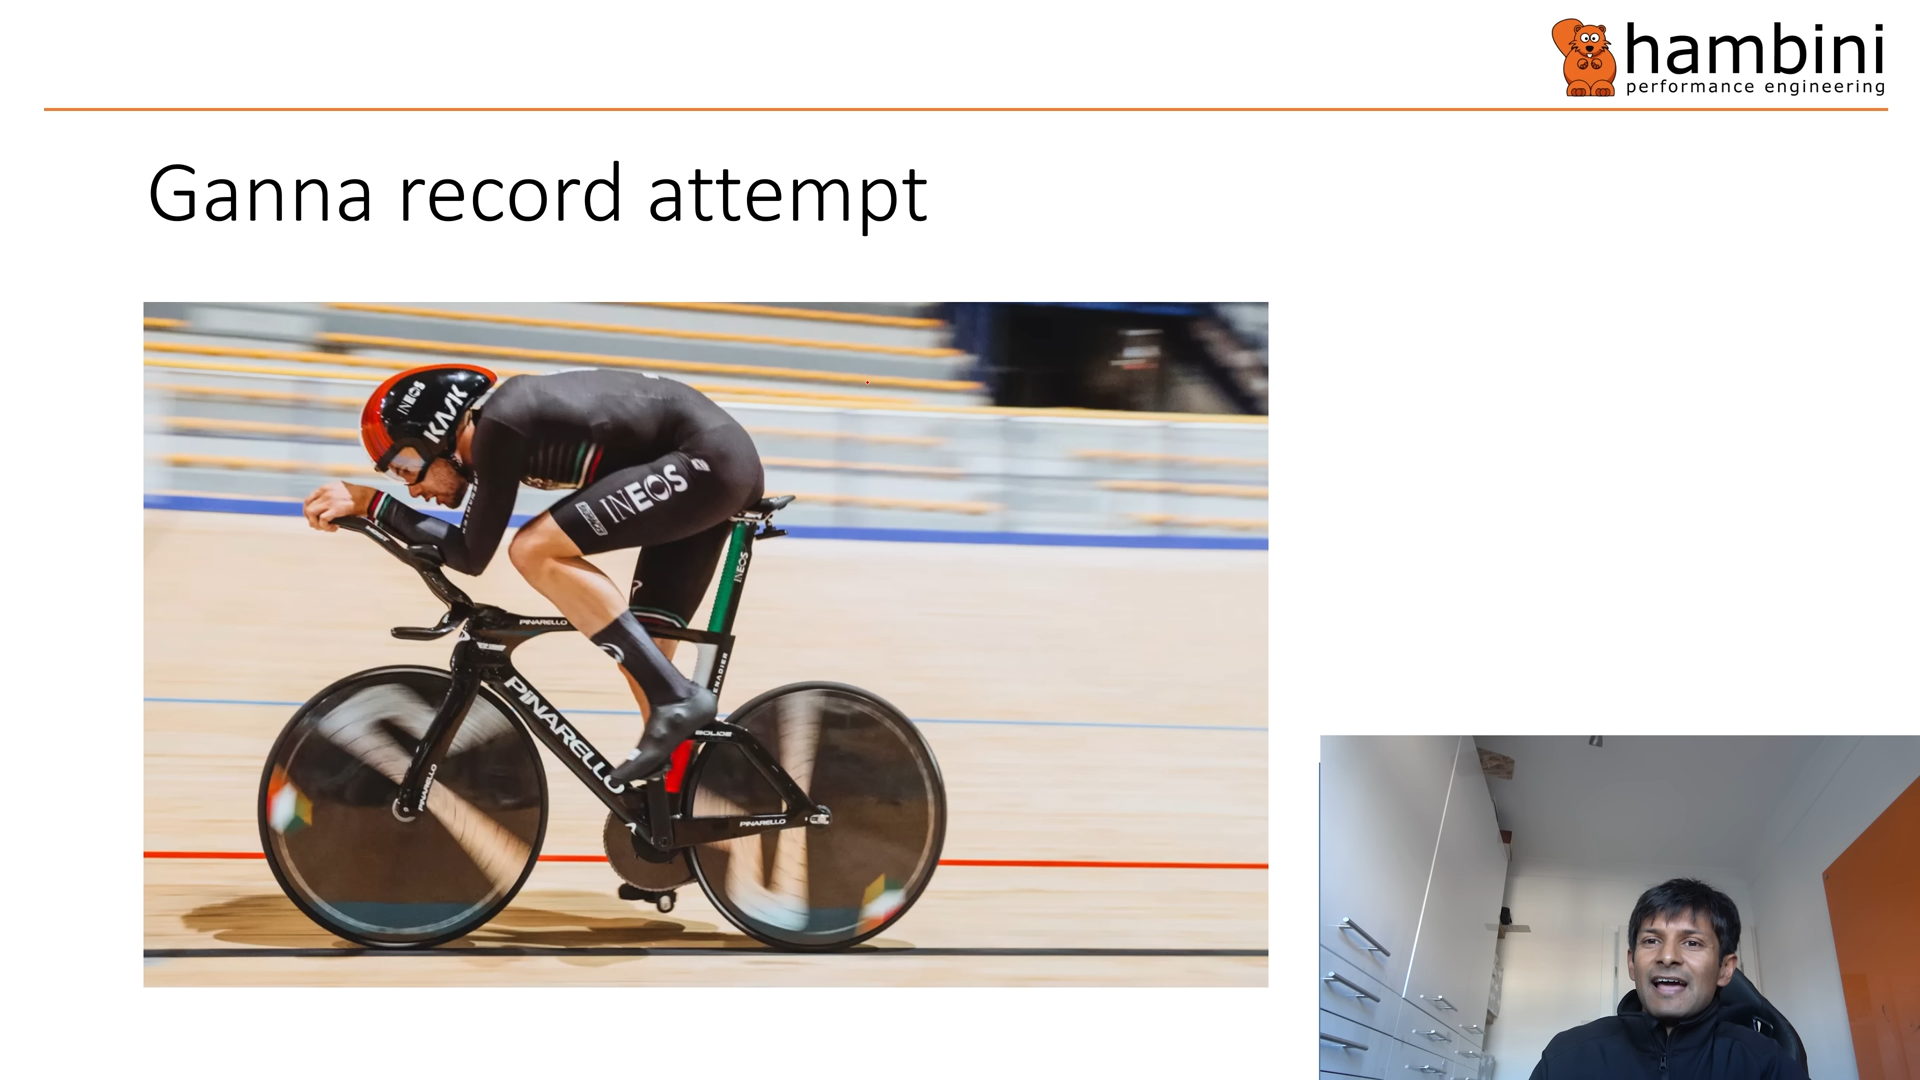 hambini
performance engineering
Ganna record attempt
INEOS
KASK
INEOS
INEOS
PINARELLO
PINARELLO
BOLIDE
PINARELLO
PINARELLO